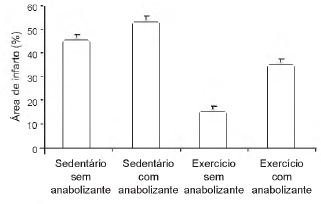 60
50
40
30
20
10
0
Área de infarto (%)
Sedentário sem anabolizante
Sedentário com anabolizante
Exercício sem anabolizante
Exercício com anabolizante